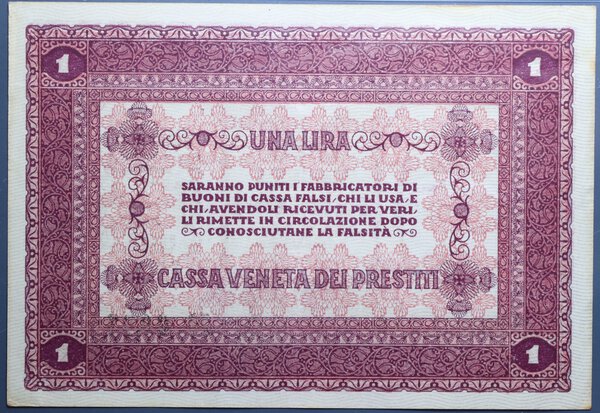 1 1
UNA LIRA
SARANNO PUNITI I FABBRICATORI DI
BUONI DI CASSA FALSI, CHI LI USA, E
CHI, AVENDOLI RICEVUTI PER VERI,
LI RIMETTE IN CIRCOLAZIONE DOPO
CONOSCIUTANE LA FALSITÀ
CASSA VENETA DEI PRESTITI
1 1